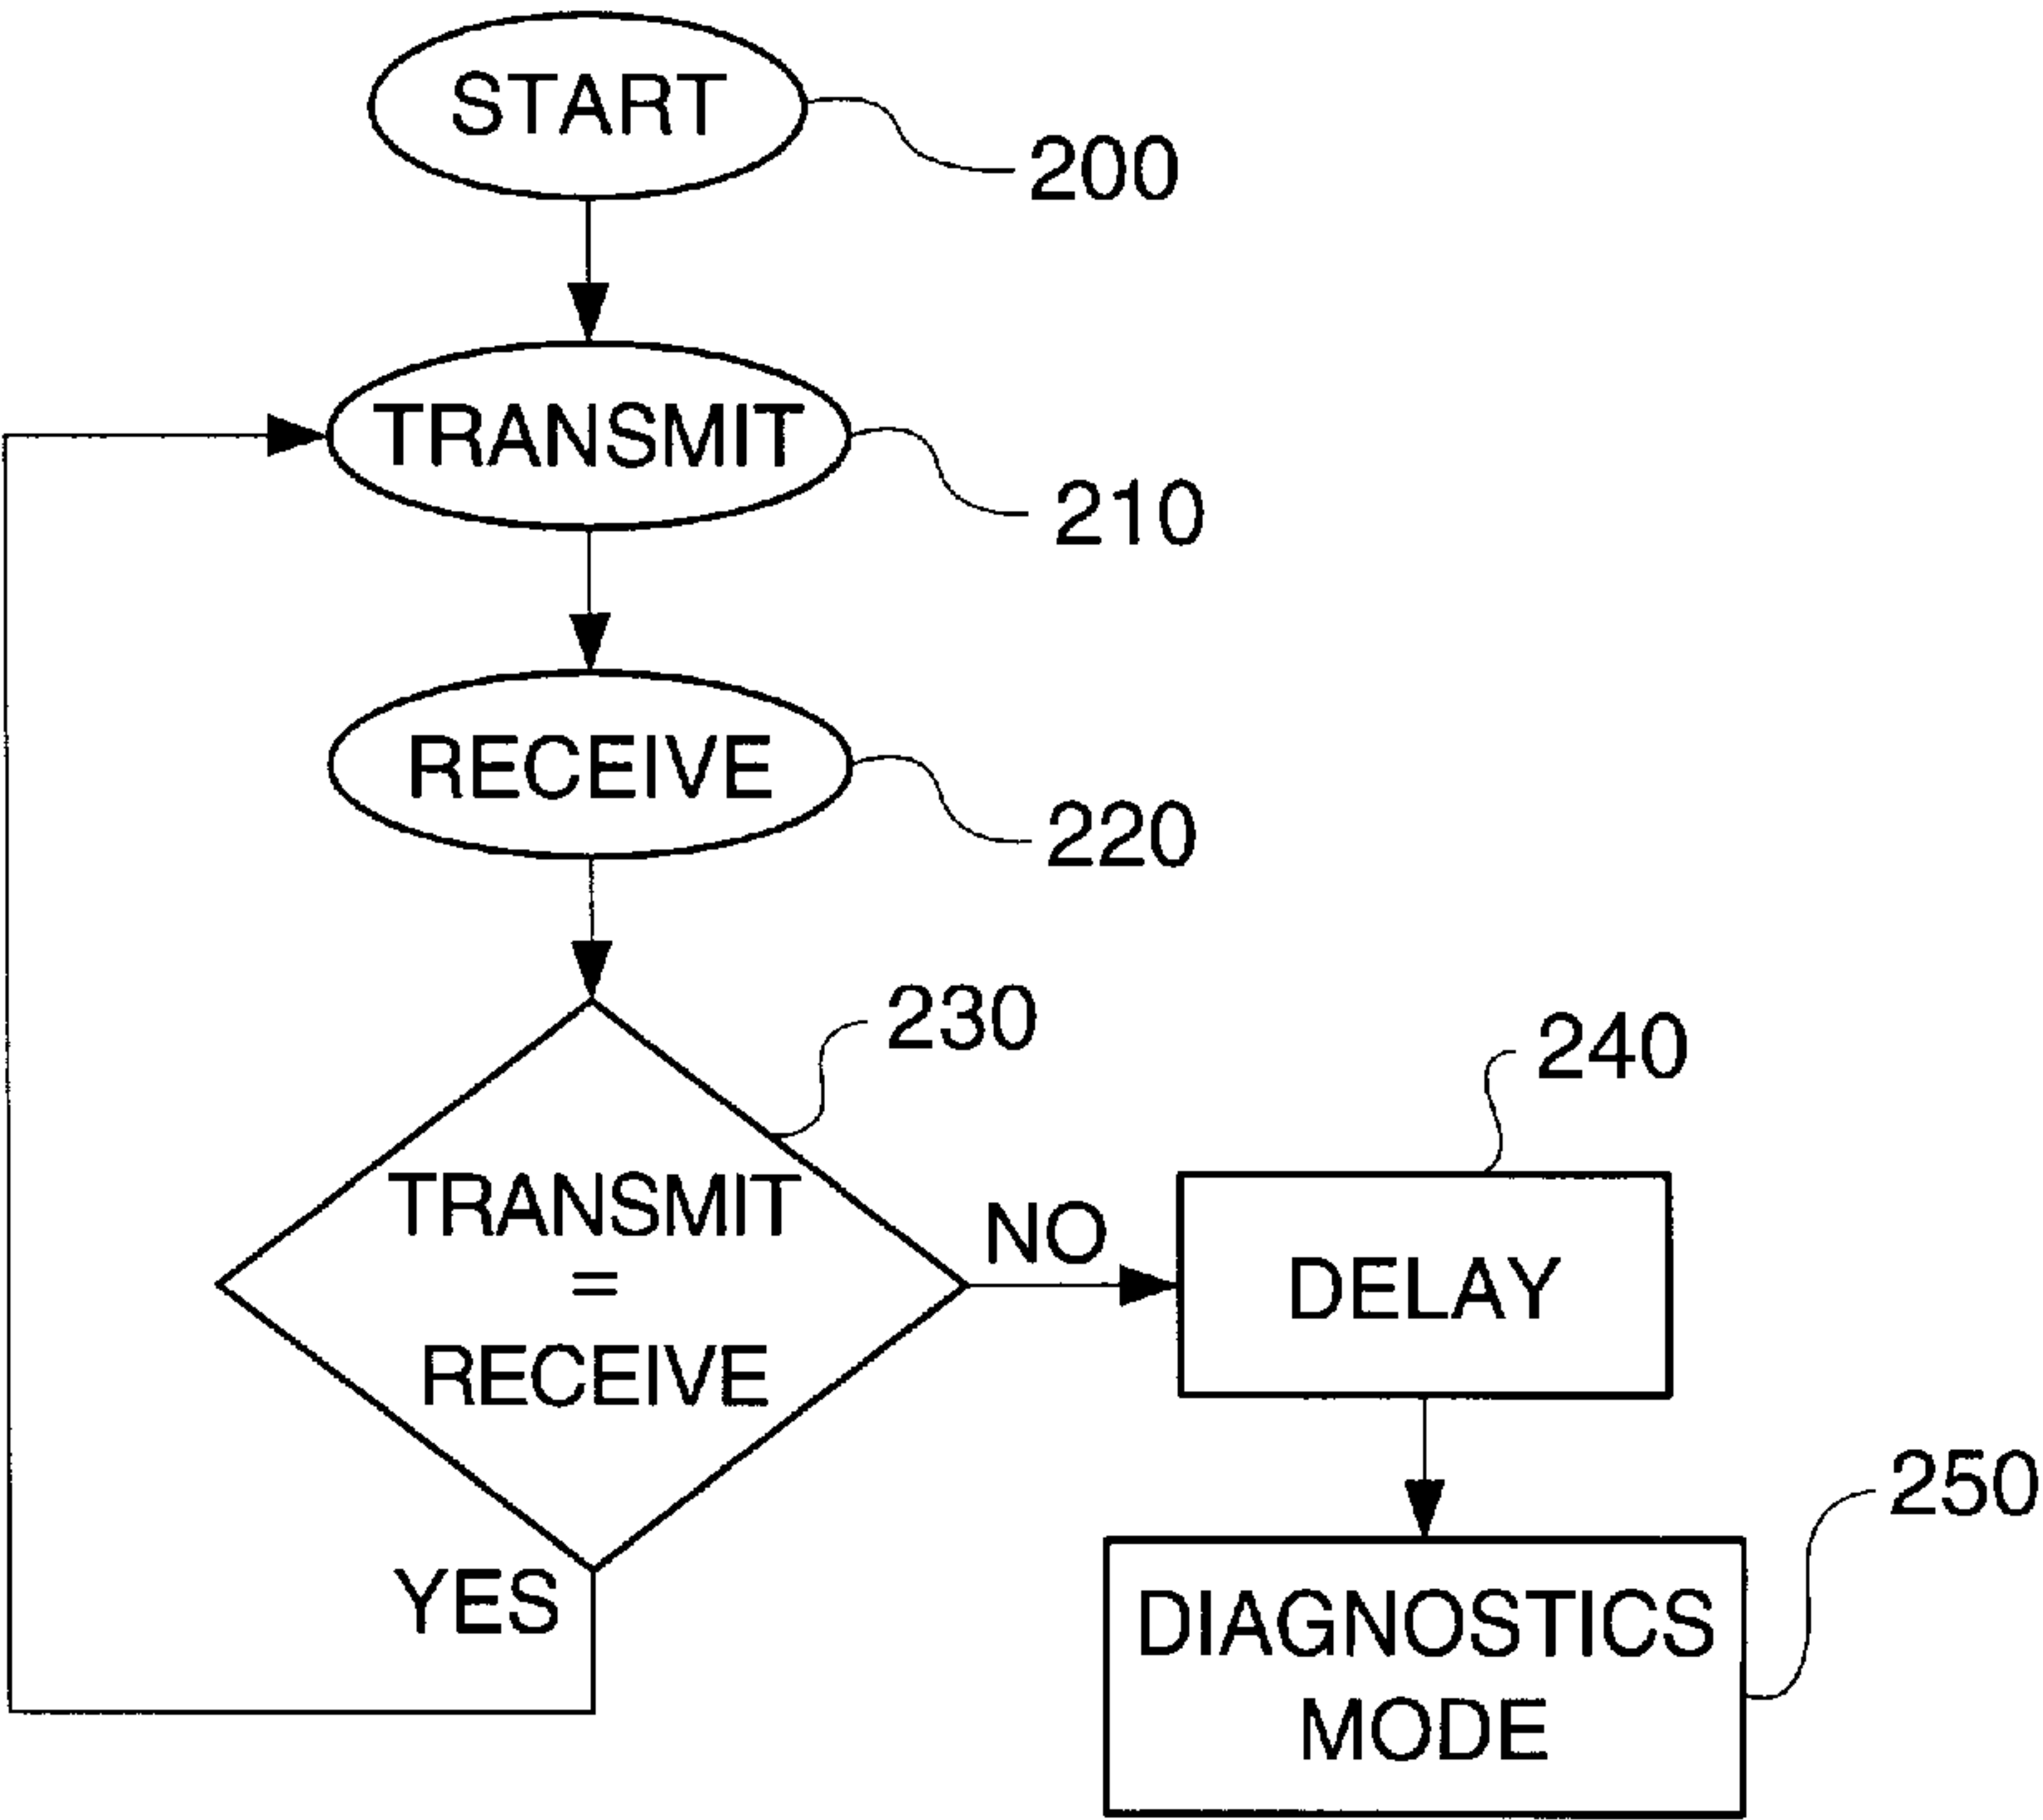 START
200
TRANSMIT
210
RECEIVE
220
230
TRANSMIT
=
RECEIVE
NO
YES
240
DELAY
250
DIAGNOSTICS
MODE